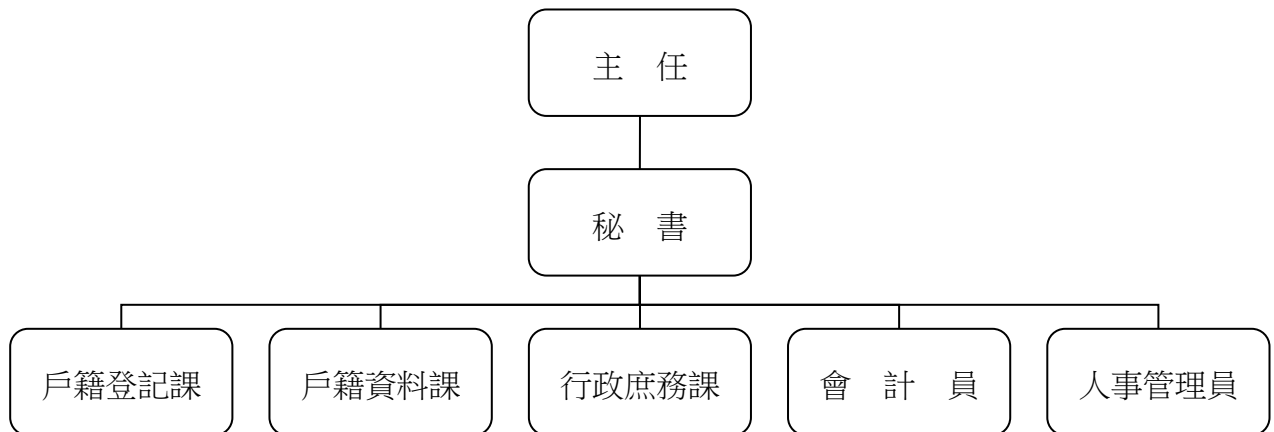 主　任
秘　書
戶籍登記課
戶籍資料課
行政庶務課
會　計　員
人事管理員